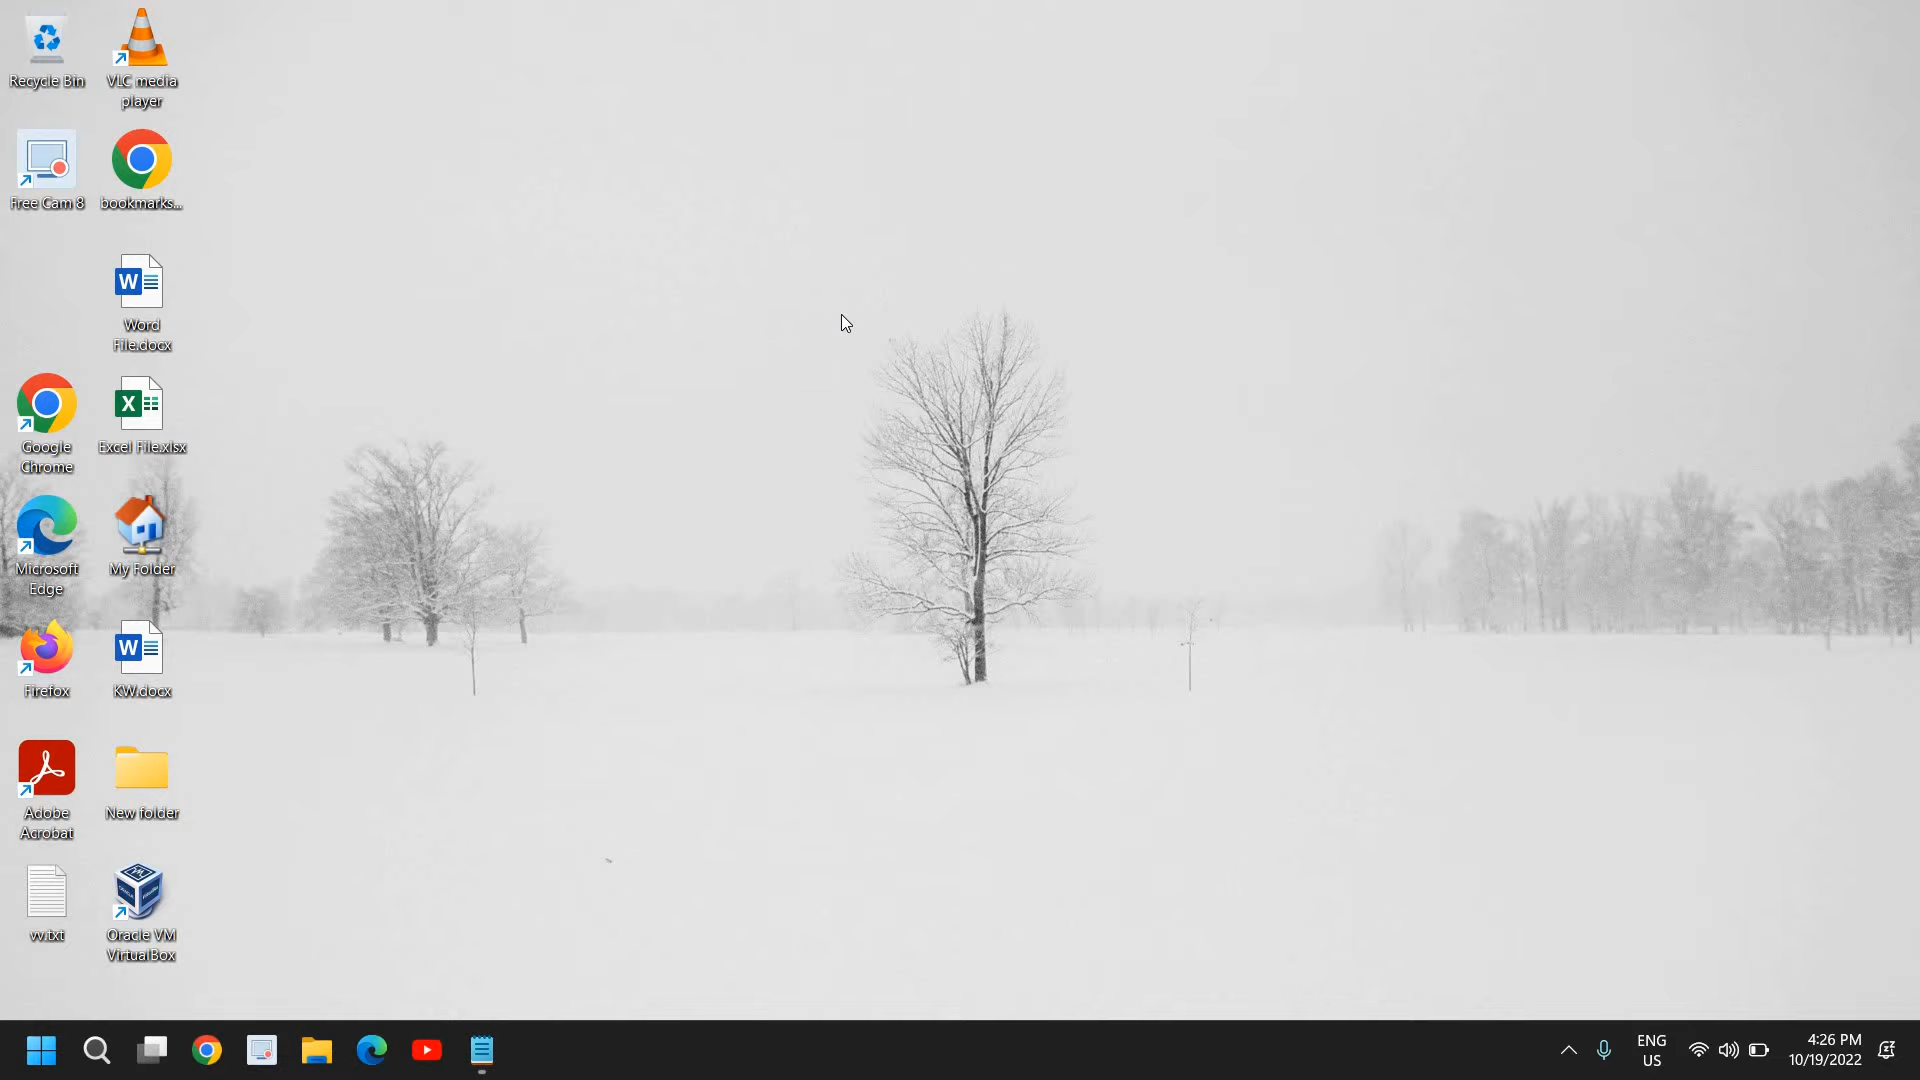 Recycle Bin
VLC media
player
Free Cam 8
bookmarks...
Word
File.docx
Google
Chrome
Excel File.xlsx
Microsoft
Edge
My Folder
Firefox
KW.docx
Adobe
Acrobat
New folder
vv.txt
Oracle VM
VirtualBox
ENG
US
4:26 PM
10/19/2022